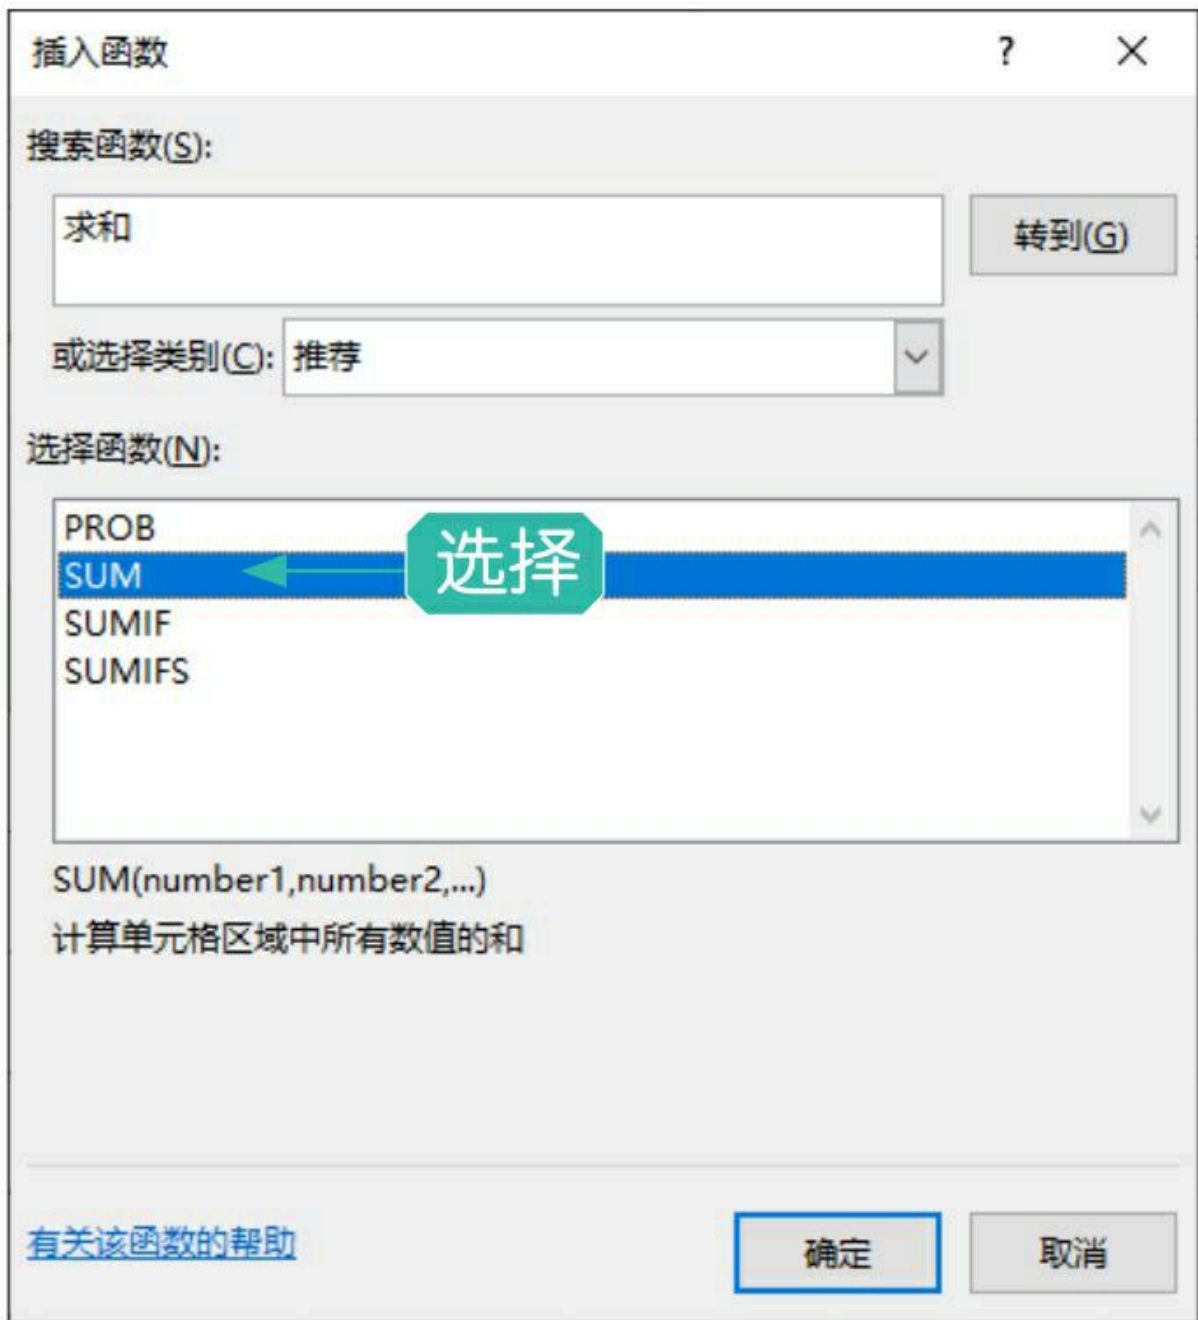 插入函数 ?
搜索函数(S):
求和
转到(G)
或选择类别(C): 推荐
选择函数(N):
PROB
SUM 选择
SUMIF
SUMIFS
SUM(number1,number2,...)
计算单元格区域中所有数值的和
有关该函数的帮助 确定 取消